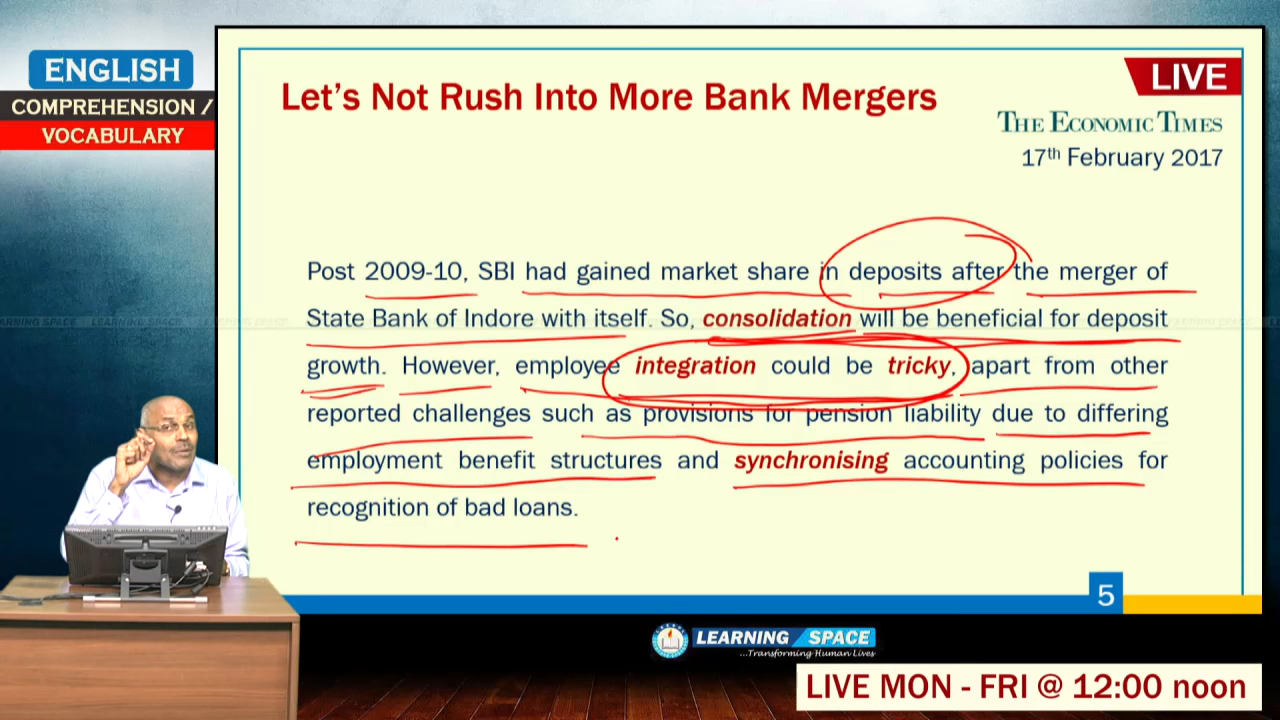 ENGLISH
COMPREHENSION /
VOCABULARY
Let's Not Rush Into More Bank Mergers
LIVE
THE ECONOMIC TIMES
17th February 2017
Post 2009-10, SBI had gained market share in deposits after the merger of
State Bank of Indore with itself. So, consolidation will be beneficial for deposit
growth. However, employee integration could be tricky, apart from other
reported challenges such as provisions for pension liability due to differing
employment benefit structures and synchronising accounting policies for
recognition of bad loans.
5
LEARNING SPACE
...Transforming Human Lives
LIVE MON - FRI @ 12:00 noon